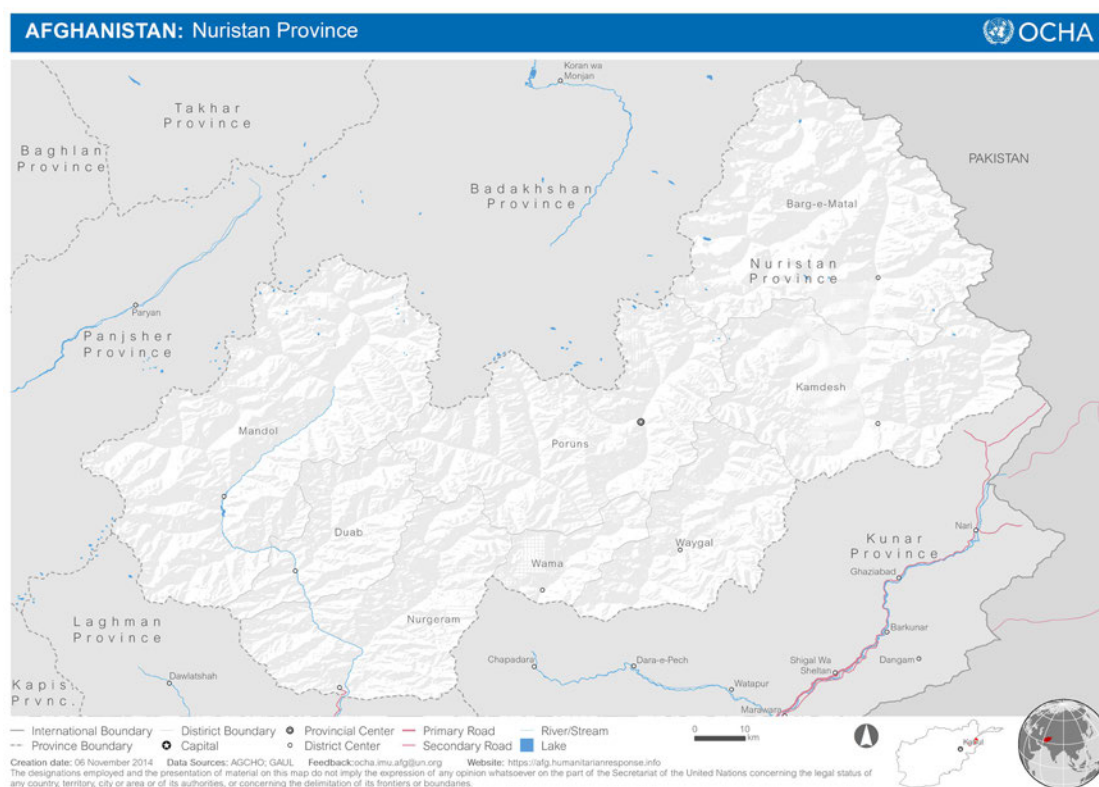 AFGHANISTAN: Nuristan Province
OCHA
Koran wa
Monjan
Takhar
Province
Baghlan
Province
PAKISTAN
Badakhshan
Province
Barg-e-Matal
Nuristan
Province
Paryan
Panjsher
Province
Kamdesh
Mandol
Poruns
Duab
Nari
Kunar
Province
Waygal
Wama
Ghaziabad
Laghman
Province
Nurgeram
Barkunar
Chapadara
Dara-e-Pech
Shigal Wa
Sheltan
Dangam
Dawlatshah
Kapis
Prvnc.
Watapur
Marawara
International Boundary
Disitrict Boundary
Provincial Center
Primary Road
River/Stream
Province Boundary
Capital
District Center
Secondary Road
Lake
0 10
km
Kabul
Creation date: 06 November 2014 Data Sources: AGCHO; GAUL Feedback:ocha.imu.afg@un.org Website: https://afg.humanitarianresponse.info
The designations employed and the presentation of material on this map do not imply the expression of any opinion whatsoever on the part of the Secretariat of the United Nations concerning the legal status of
any country, territory, city or area or of its authorities, or concerning the delimitation of its frontiers or boundaries.